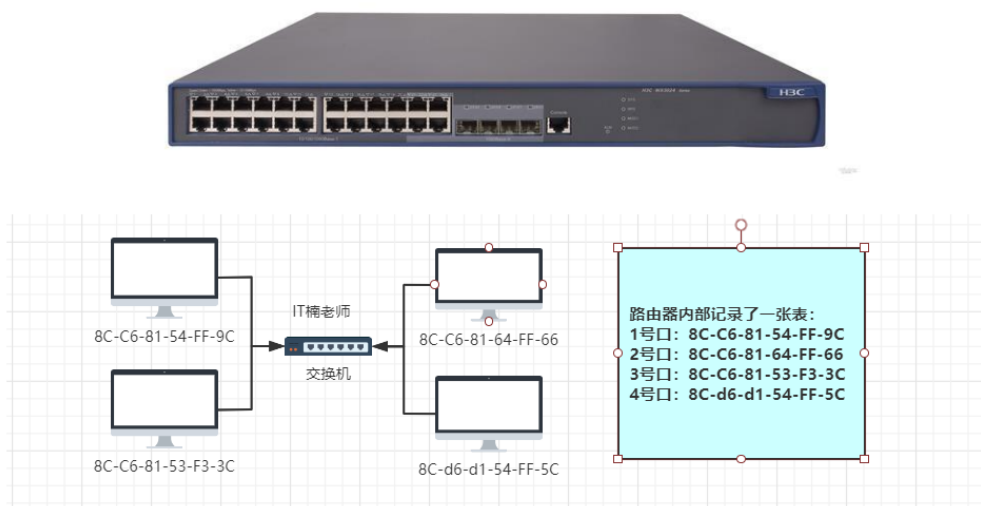 H3C
Console
8C-C6-81-54-FF-9C
IT楠老师
交换机
8C-C6-81-64-FF-66
8C-C6-81-53-F3-3C
8C-d6-d1-54-FF-5C
路由器内部记录了一张表：
1号口：8C-C6-81-54-FF-9C
2号口：8C-C6-81-64-FF-66
3号口：8C-C6-81-53-F3-3C
4号口：8C-d6-d1-54-FF-5C